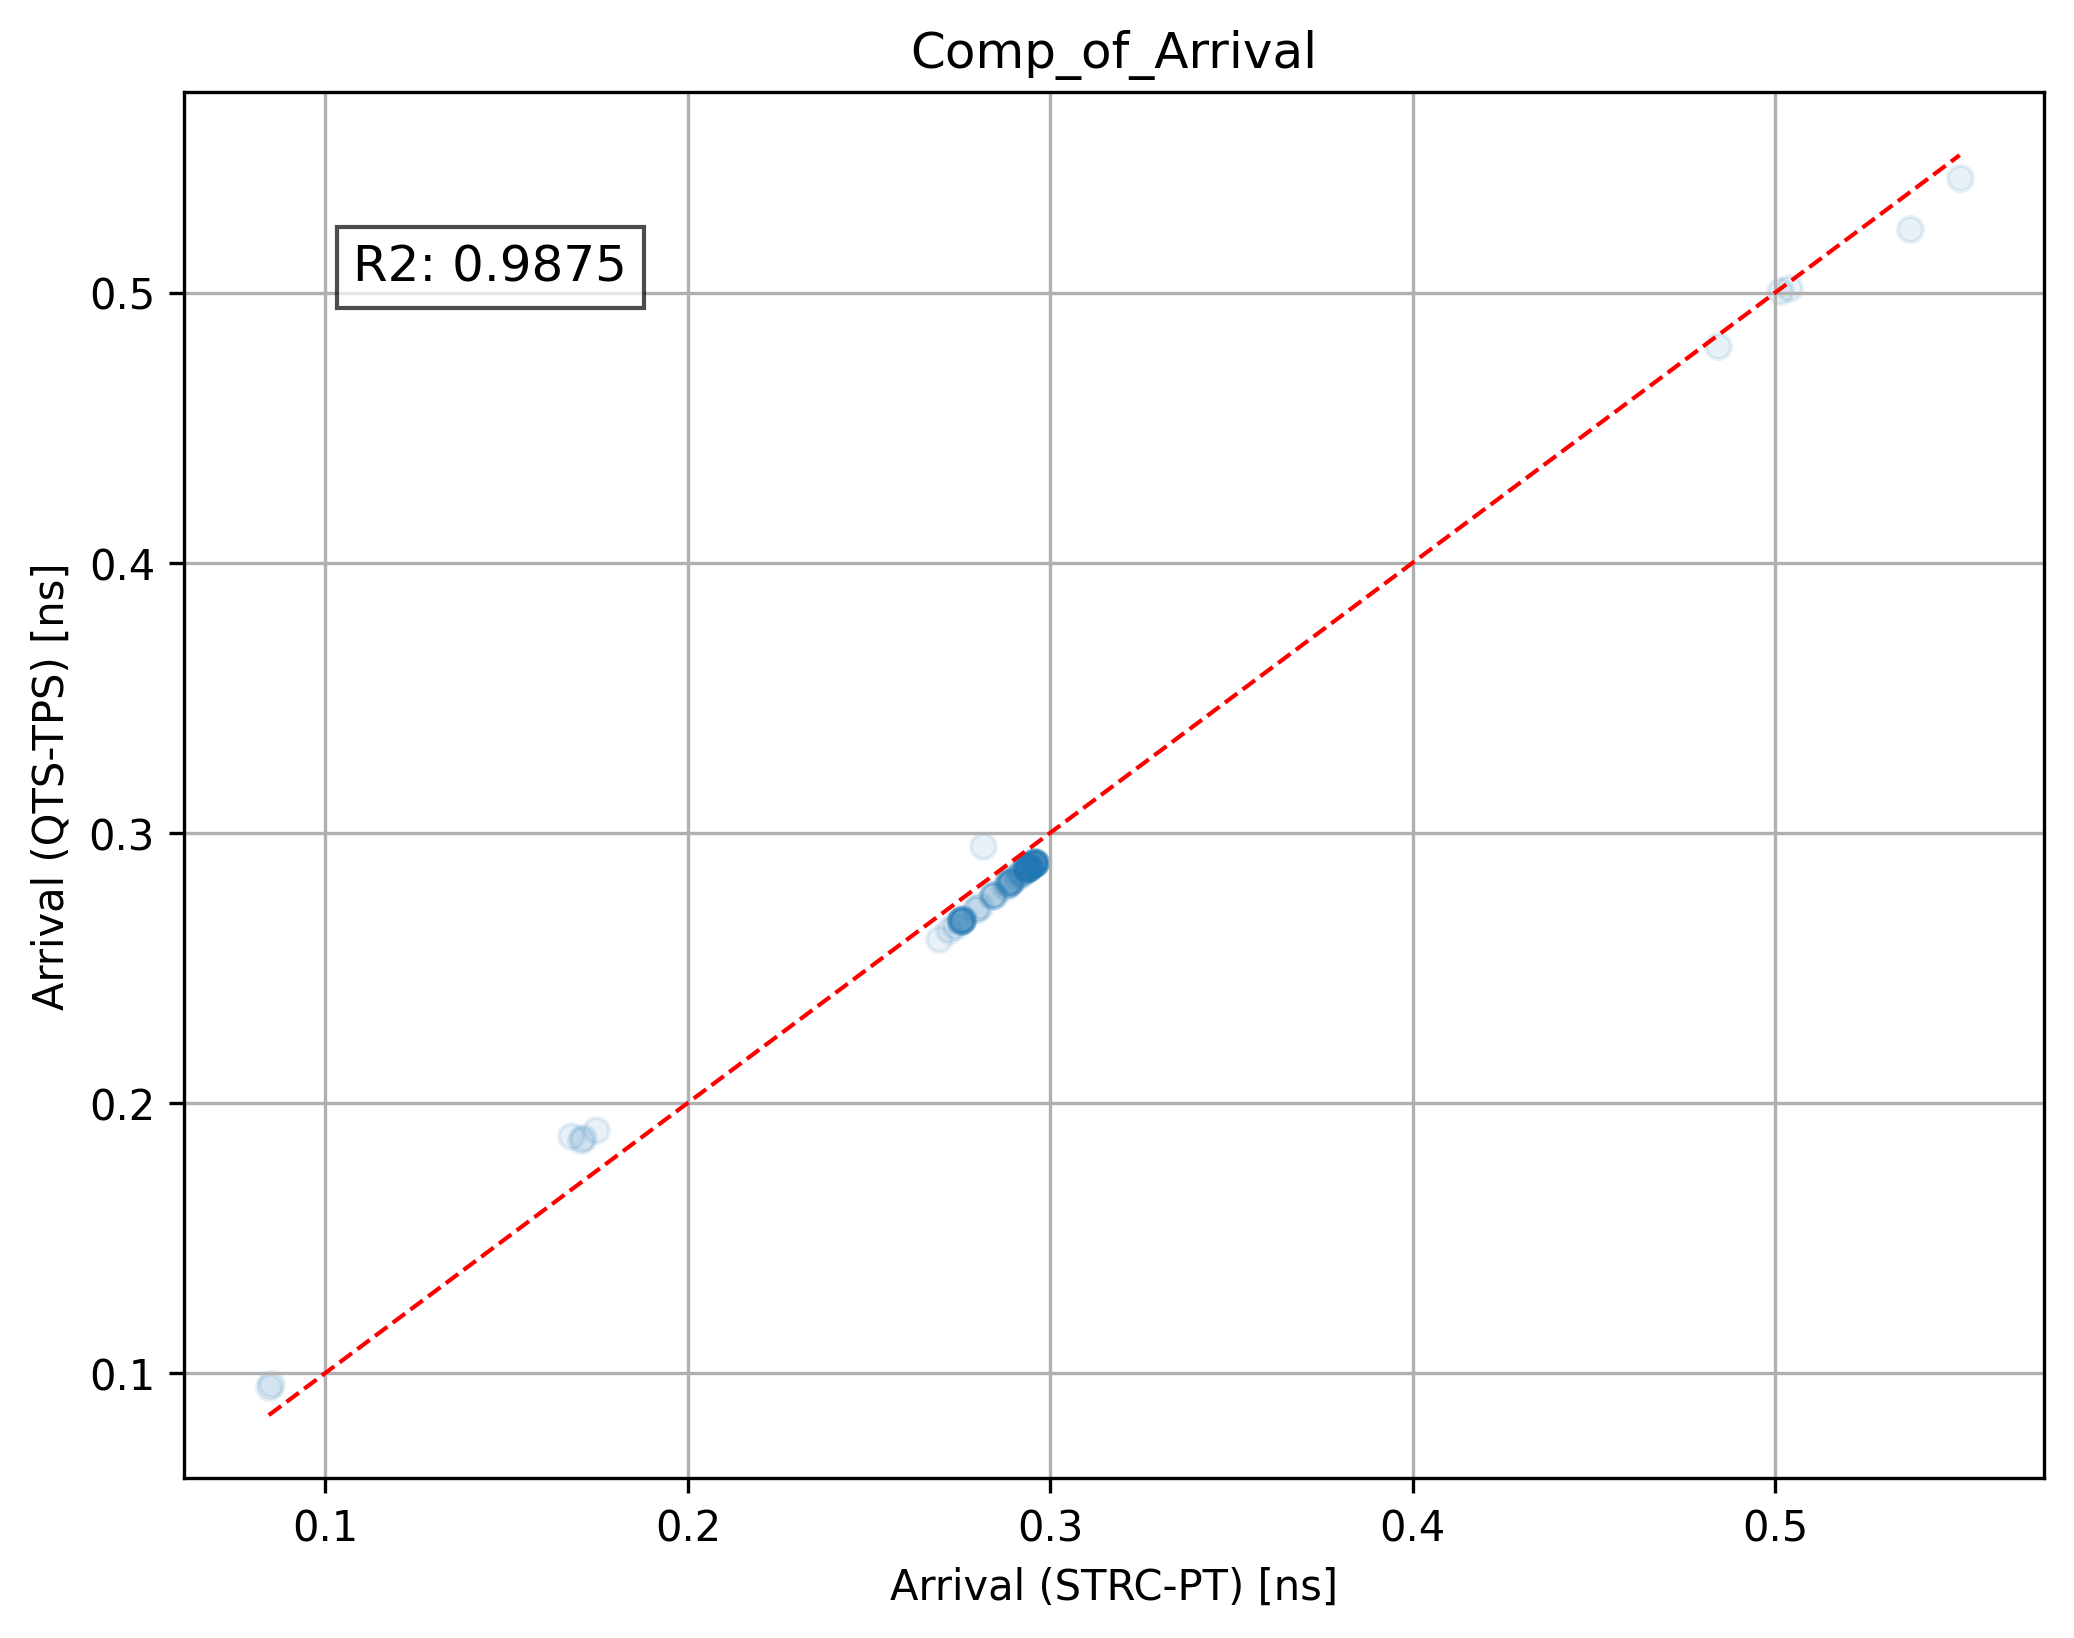 Comp_of_Arrival
R2: 0.9875
Arrival (QTS-TPS) [ns]
0.5
0.4
0.3
0.2
0.1
0.1 0.2 0.3 0.4 0.5
Arrival (STRC-PT) [ns]